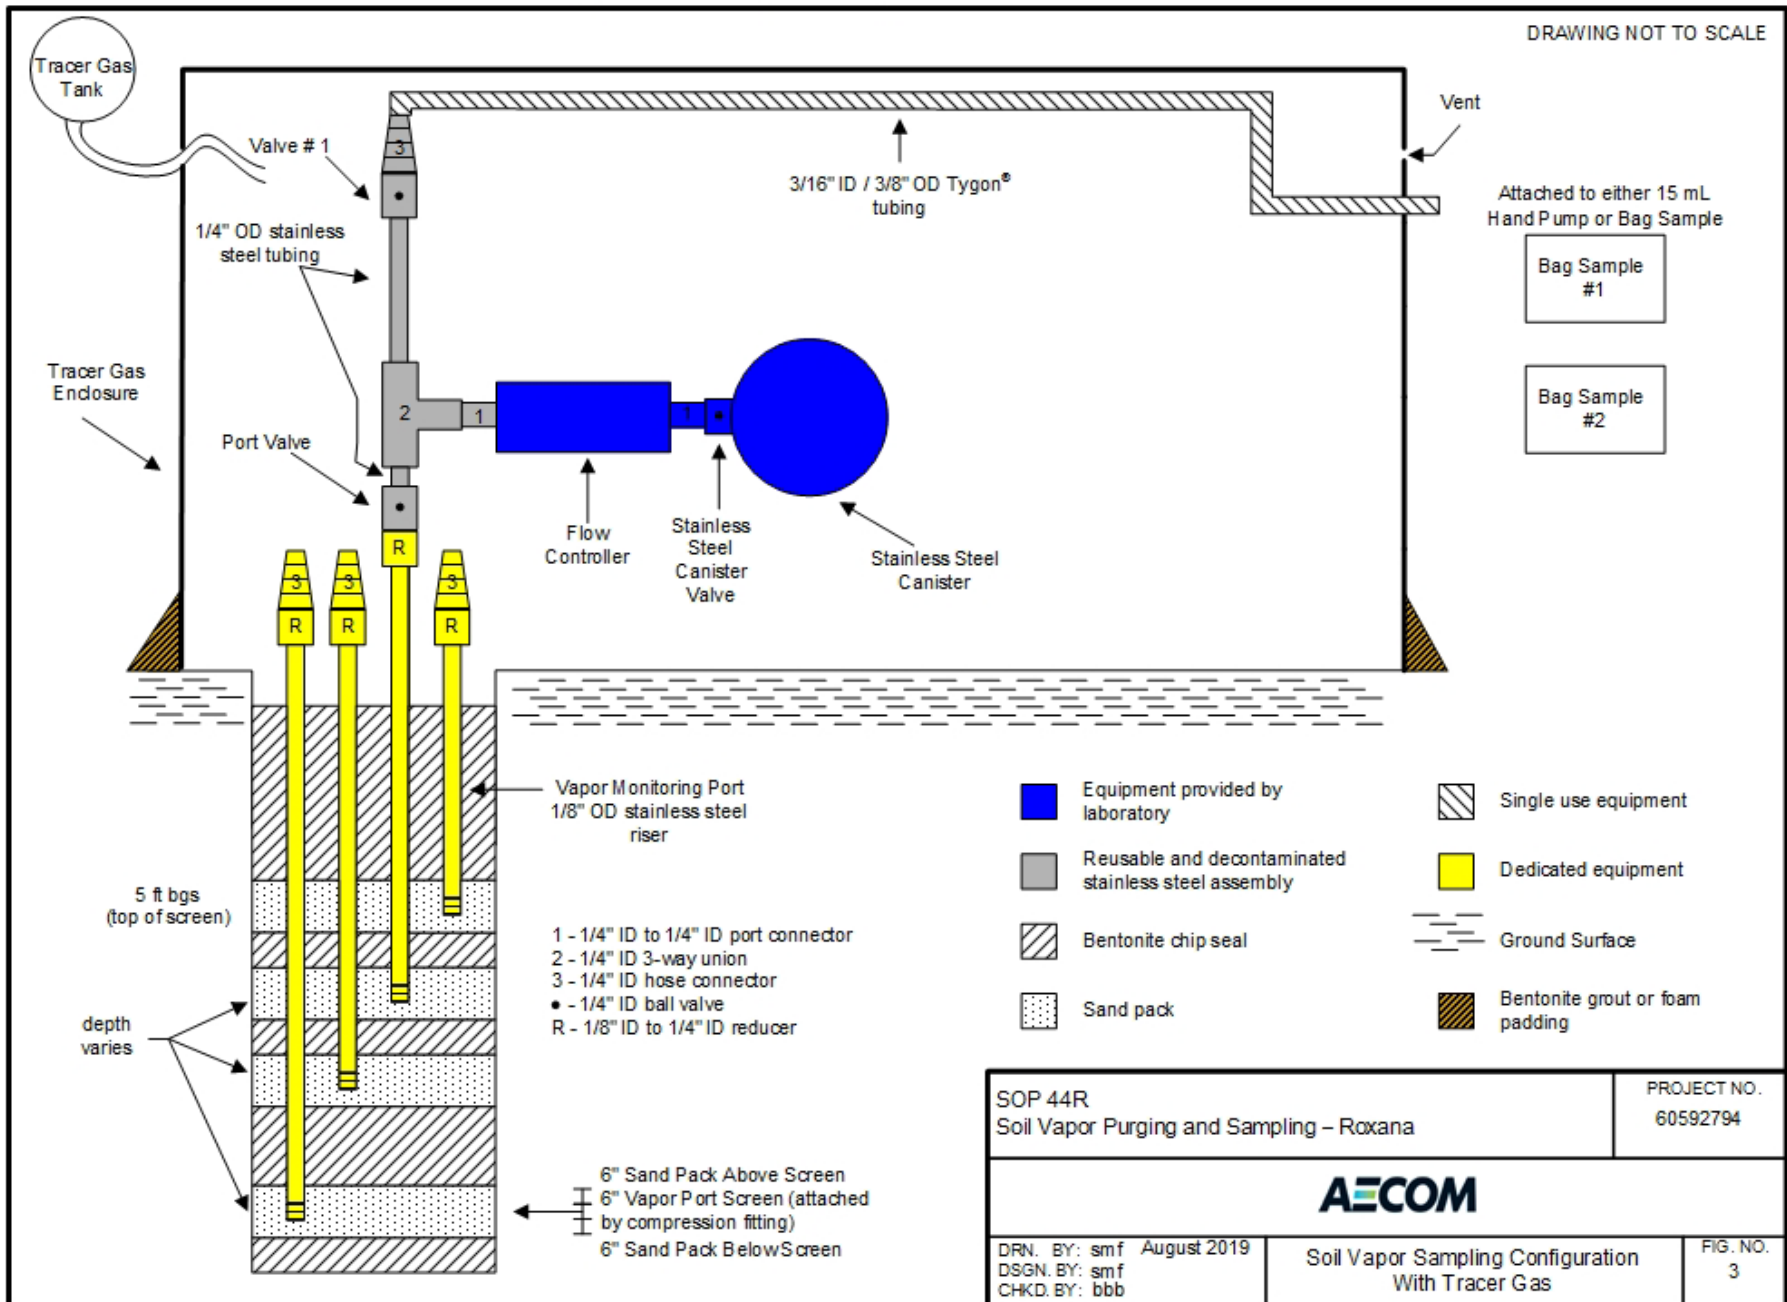 DRAWING NOT TO SCALE
Tracer Gas
Tank
Valve # 1
Vent
3/16" ID / 3/8" OD Tygon®
tubing
Attached to either 15 mL
Hand Pump or Bag Sample
Bag Sample
#1
Bag Sample
#2
1/4" OD stainless
steel tubing
Tracer Gas
Enclosure
Port Valve
3
2
1
1
Flow
Controller
Stainless
Steel
Canister
Valve
Stainless Steel
Canister
R
3
3
3
R
R
R
Vapor Monitoring Port
1/8" OD stainless steel
riser
5 ft bgs
(top of screen)
depth
varies
1 - 1/4" ID to 1/4" ID port connector
2 - 1/4" ID 3-way union
3 - 1/4" ID hose connector
• - 1/4" ID ball valve
R - 1/8" ID to 1/4" ID reducer
6" Sand Pack Above Screen
6" Vapor Port Screen (attached
by compression fitting)
6" Sand Pack Below Screen
Equipment provided by
laboratory
Reusable and decontaminated
stainless steel assembly
Bentonite chip seal
Sand pack
Single use equipment
Dedicated equipment
Ground Surface
Bentonite grout or foam
padding
SOP 44R
Soil Vapor Purging and Sampling – Roxana
PROJECT NO.
60592794
AECOM
DRN. BY: smf August 2019
DSGN. BY: smf
CHKD. BY: bbb
Soil Vapor Sampling Configuration
With Tracer Gas
FIG. NO.
3